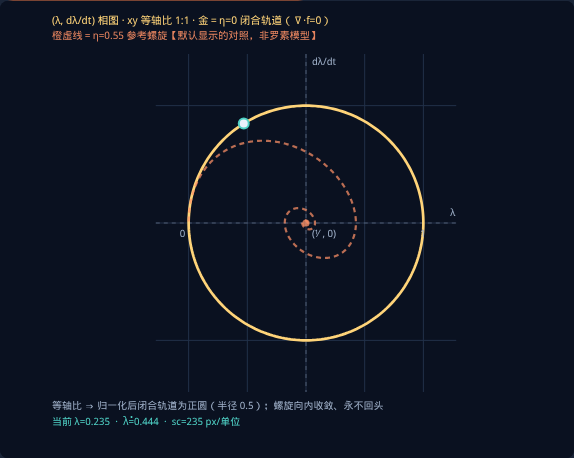 (λ, dλ/dt) 相图 · xy 等轴比 1:1 · 金 = η=0 闭合轨道（∇·f=0）
橙虚线 = η=0.55 參考螺旋【默认显示的对照，非罗素模型】
dλ/dt
λ
0
(⅟ , 0)
等轴比 ⇒ 归一化后闭合轨道为正圆（半径 0.5）；螺旋向内收敛、永不回头
当前 λ=0.235 · λ̇=0.444 · sc=235 px/单位